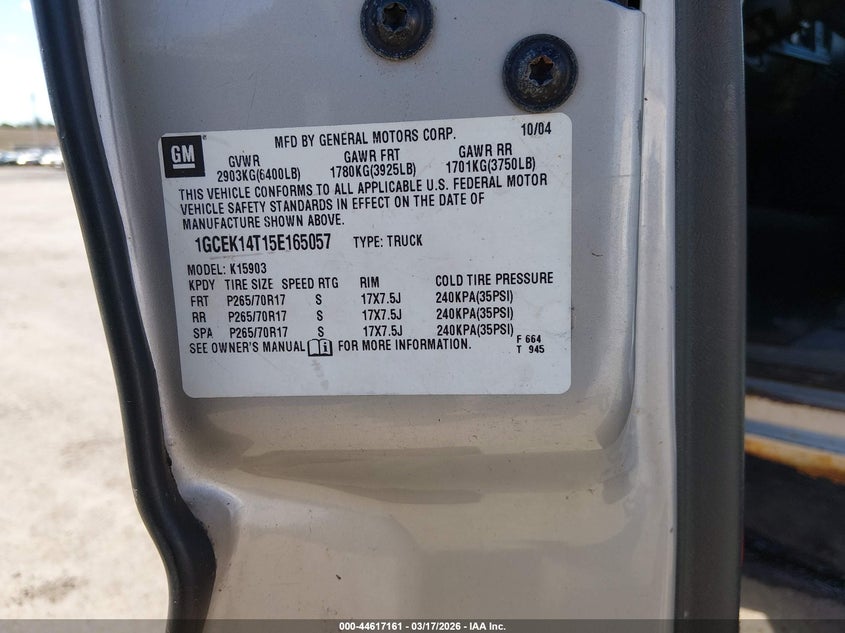 GM
MFD BY GENERAL MOTORS CORP. 10/04
GVWR GAWR FRT GAWR RR
2903KG(6400LB) 1780KG(3925LB) 1701KG(3750LB)
THIS VEHICLE CONFORMS TO ALL APPLICABLE U.S. FEDERAL MOTOR
VEHICLE SAFETY STANDARDS IN EFFECT ON THE DATE OF
MANUFACTURE SHOWN ABOVE.
1GCEK14T15E165057 TYPE: TRUCK
MODEL: K15903
KPDY TIRE SIZE SPEED RTG RIM COLD TIRE PRESSURE
FRT P265/70R17 S 17X7.5J 240KPA(35PSI)
RR P265/70R17 S 17X7.5J 240KPA(35PSI)
SPA P265/70R17 S 17X7.5J 240KPA(35PSI)
SEE OWNER'S MANUAL FOR MORE INFORMATION.
F 664
T 945
000-44617161 - 03/17/2026 - IAA Inc.